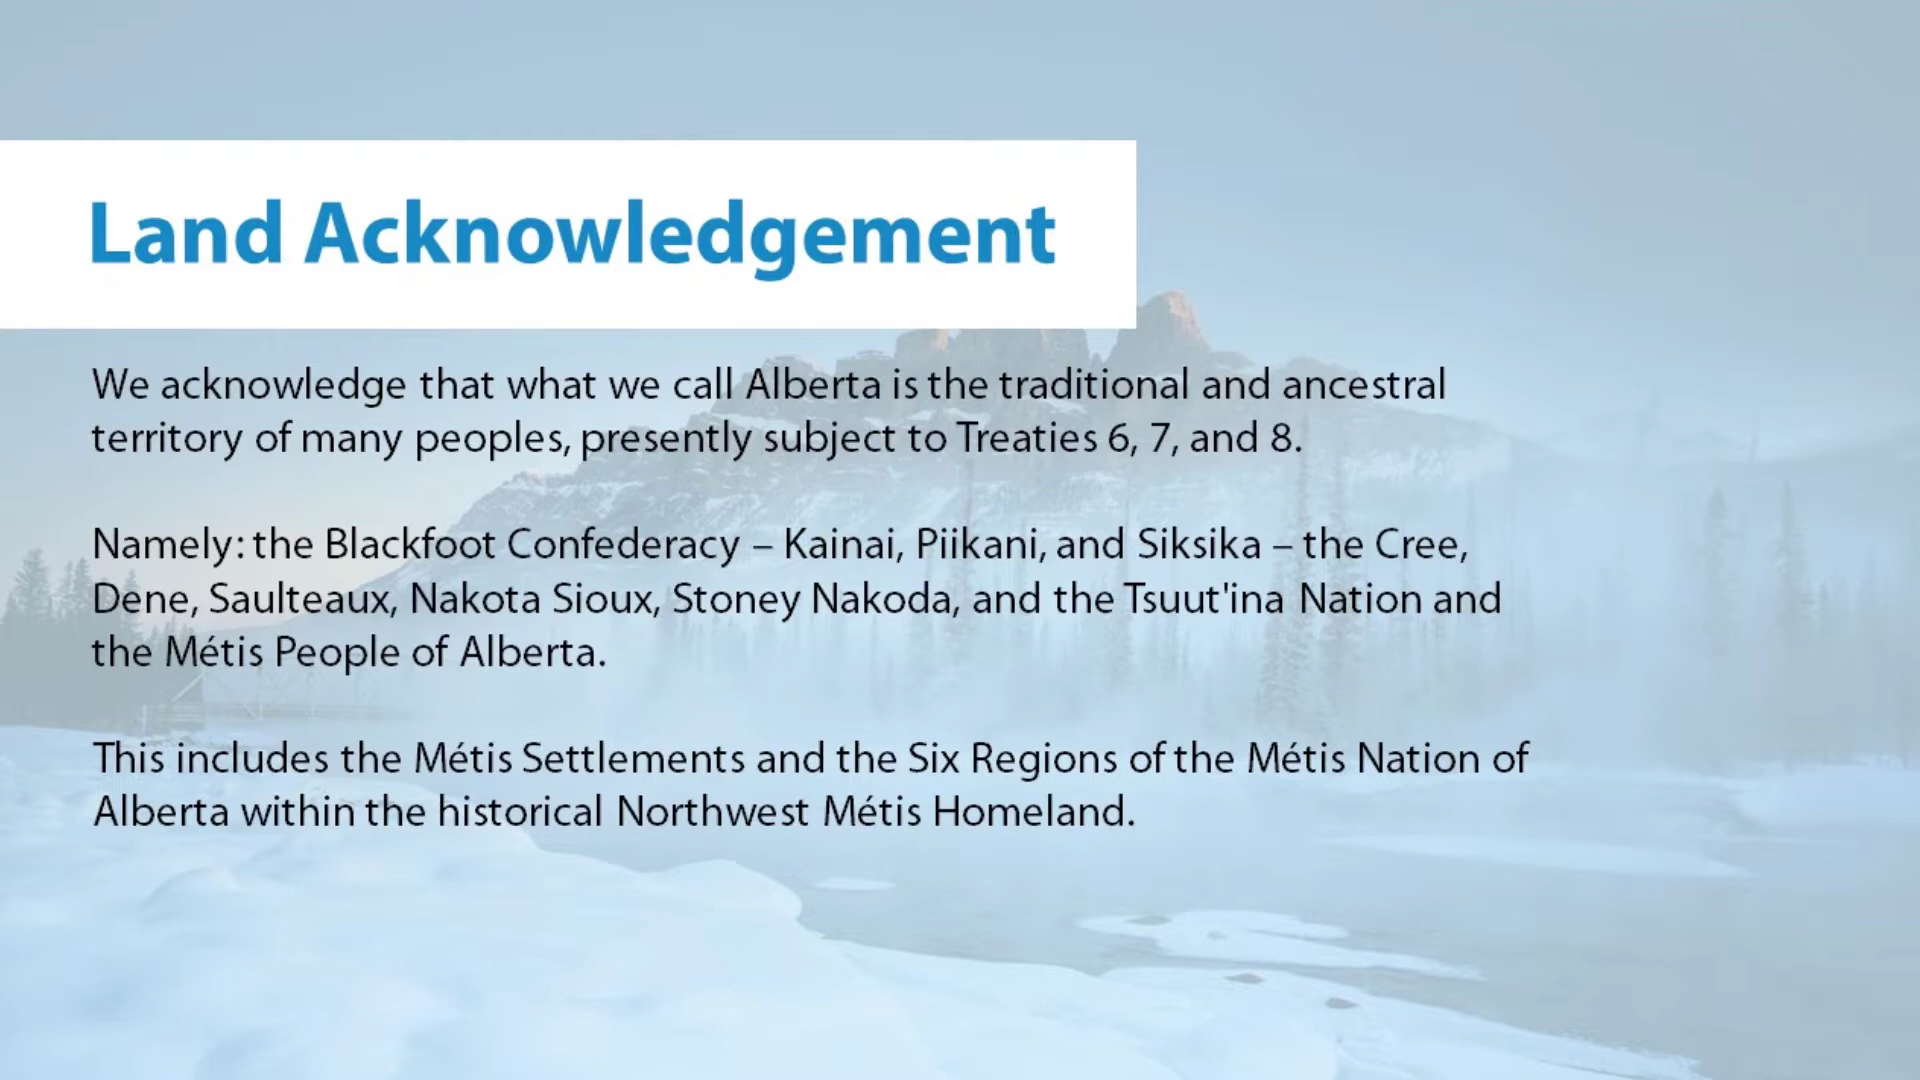 Land Acknowledgement
We acknowledge that what we call Alberta is the traditional and ancestral
territory of many peoples, presently subject to Treaties 6, 7, and 8.
Namely: the Blackfoot Confederacy – Kainai, Piikani, and Siksika – the Cree,
Dene, Saulteaux, Nakota Sioux, Stoney Nakoda, and the Tsuut'ina Nation and
the Métis People of Alberta.
This includes the Métis Settlements and the Six Regions of the Métis Nation of
Alberta within the historical Northwest Métis Homeland.